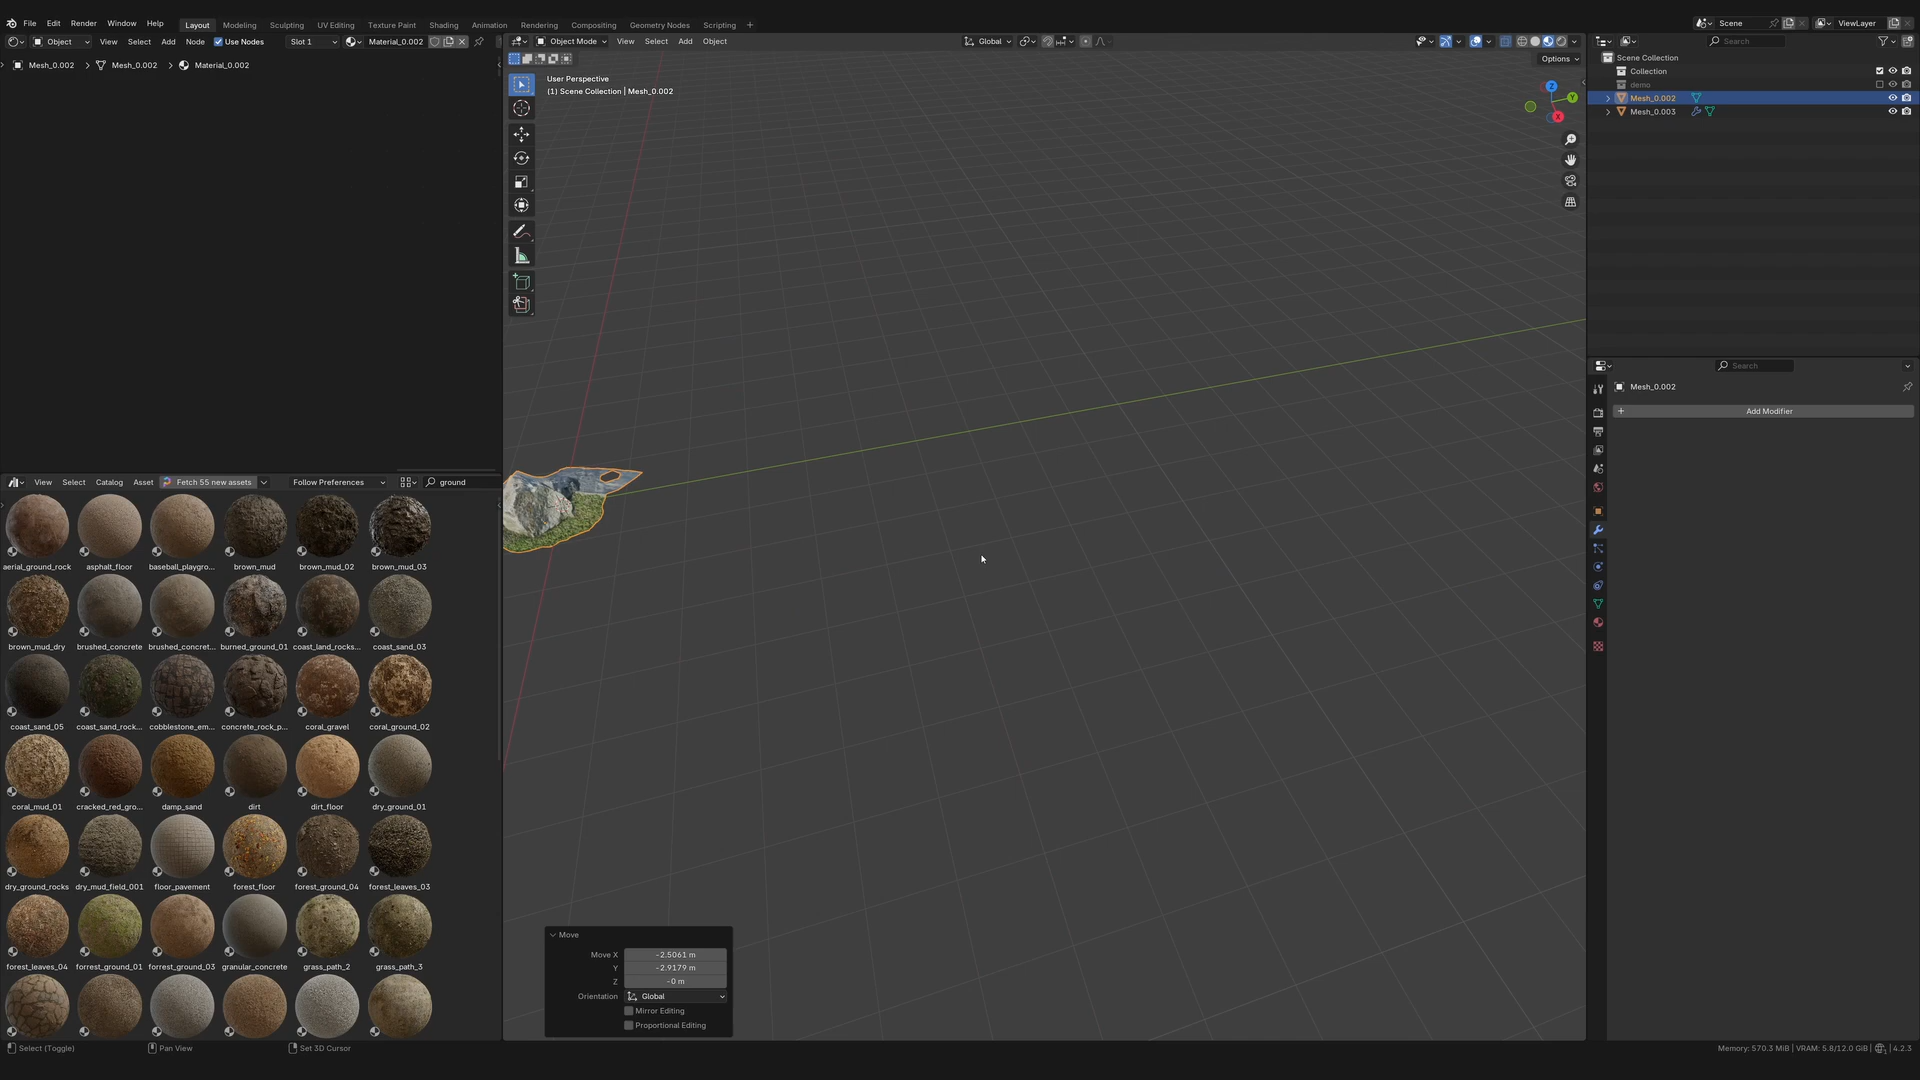 File Edit Render Window Help Layout Modeling Sculpting UV Editing Texture Paint Shading Animation Rendering Compositing Geometry Nodes Scripting + Scene ViewLayer
Object View Select Add Node Use Nodes Slot 1 Material_0.002
Object Mode View Select Add Object Global
Search
Mesh_0.002 Mesh_0.002 Material_0.002
Options
User Perspective
(1) Scene Collection | Mesh_0.002
Z
Y
X
Scene Collection
Collection
demo
Mesh_0.002
Mesh_0.003
Search
Mesh_0.002
+ Add Modifier
View Select Catalog Asset Fetch 55 new assets Follow Preferences ground
aerial_ground_rock asphalt_floor baseball_playgro... brown_mud brown_mud_02 brown_mud_03
brown_mud_dry brushed_concrete brushed_concret... burned_ground_01 coast_land_rocks... coast_sand_03
coast_sand_05 coast_sand_rock... cobblestone_em... concrete_rock_p... coral_gravel coral_ground_02
coral_mud_01 cracked_red_gro... damp_sand dirt dirt_floor dry_ground_01
dry_ground_rocks dry_mud_field_001 floor_pavement forest_floor forest_ground_04 forest_leaves_03
forest_leaves_04 forrest_ground_01 forrest_ground_03 granular_concrete grass_path_2 grass_path_3
Move
Move X -2.5061 m
Y -2.9179 m
Z -0 m
Orientation Global
Mirror Editing
Proportional Editing
Select (Toggle) Pan View Set 3D Cursor Memory: 570.3 MiB | VRAM: 5.8/12.0 GiB | 4.2.3